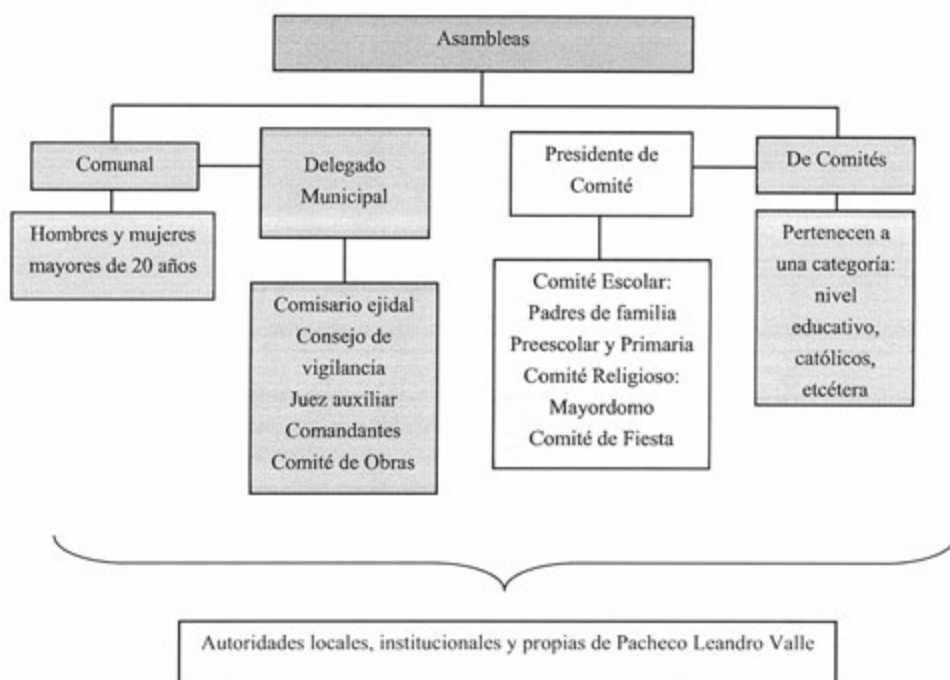 Asambleas
Comunal
Hombres y mujeres
mayores de 20 años
Delegado
Municipal
Comisario ejidal
Consejo de
vigilancia
Juez auxiliar
Comandantes
Comité de Obras
Presidente de
Comité
Comité Escolar:
Padres de familia
Preescolar y Primaria
Comité Religioso:
Mayordomo
Comité de Fiesta
De Comités
Pertenecen a
una categoría:
nivel
educativo,
católicos,
etcétera
Autoridades locales, institucionales y propias de Pacheco Leandro Valle